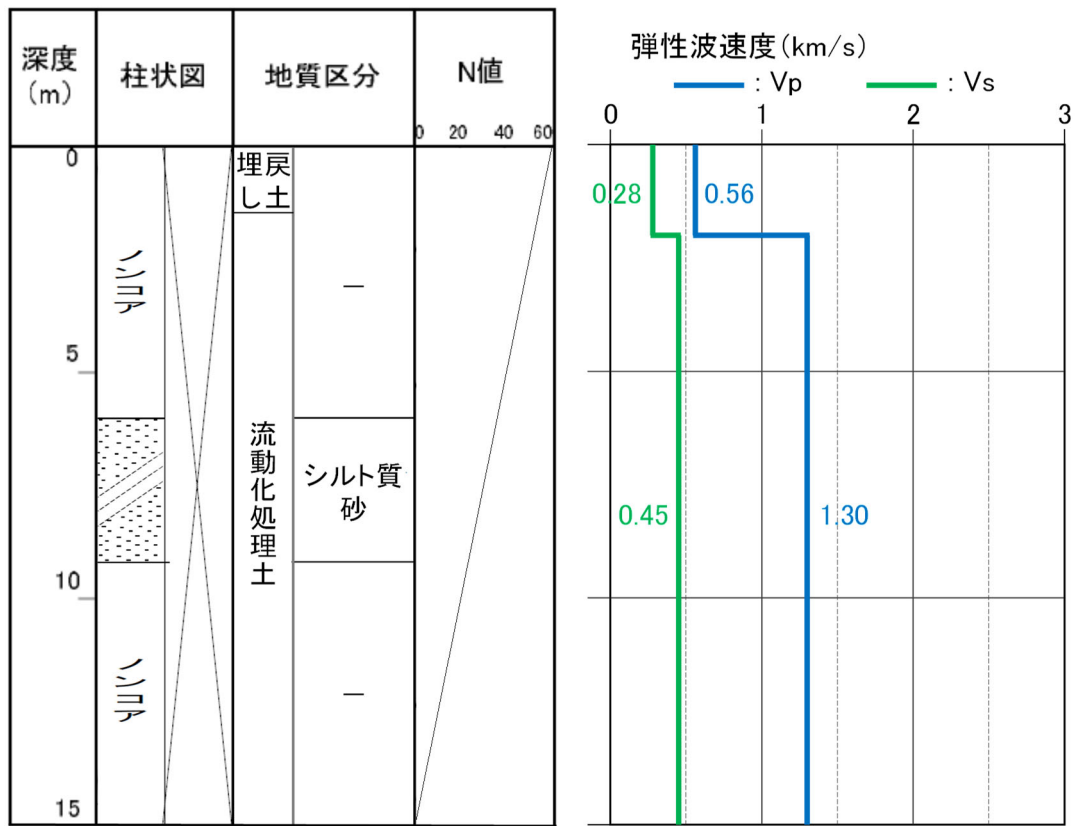 深度
(m)
柱状図
地質区分
N値
0 20 40 60
0
5
10
15
ノンコア
ノンコア
埋戻
し土
流動化処理土
—
シルト質
砂
—
弾性波速度(km/s)
: Vp
: Vs
0 1 2 3
0.28
0.56
0.45
1.30